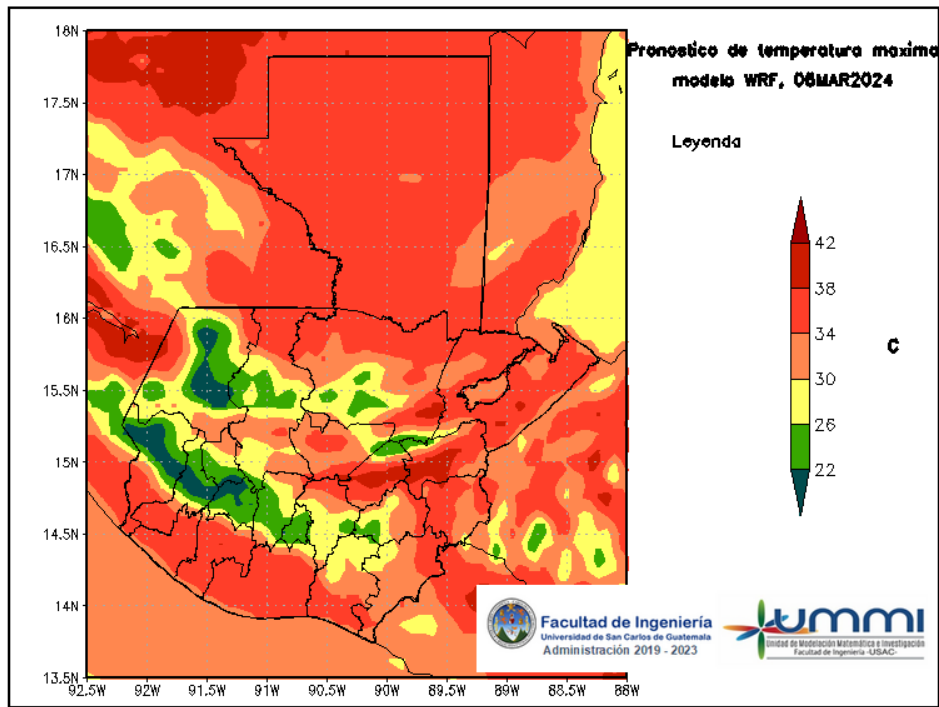 Pronostico de temperatura maxima
modelo WRF, 06MAR2024
Leyenda
42
38
34
30
26
22
C
18N
17.5N
17N
16.5N
16N
15.5N
15N
14.5N
14N
13.5N
92.5W 92W 91.5W 91W 90.5W 90W 89.5W 89W 88.5W 88W
Facultad de Ingeniería
Universidad de San Carlos de Guatemala
Administración 2019 - 2023
ummi
Unidad de Modelación Matemática e Investigación
Facultad de Ingeniería -USAC-